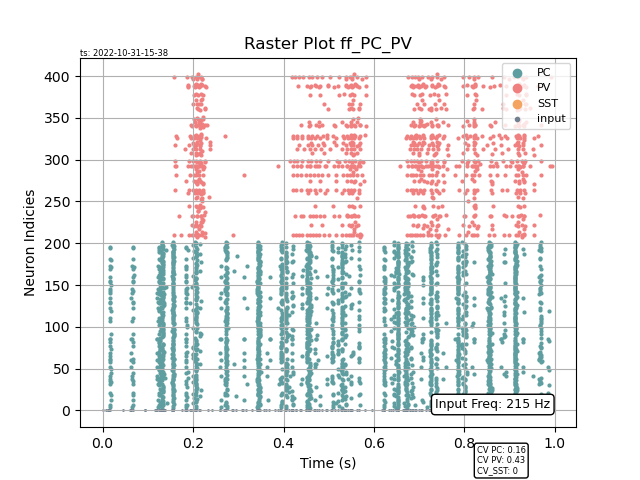 ts: 2022-10-31-15-38
Raster Plot ff_PC_PV
PC
PV
SST
input
400
350
300
250
200
150
100
50
0
Neuron Indicies
Input Freq: 215 Hz
0.0 0.2 0.4 0.6 0.8 1.0
Time (s)
CV PC: 0.16
CV PV: 0.43
CV_SST: 0